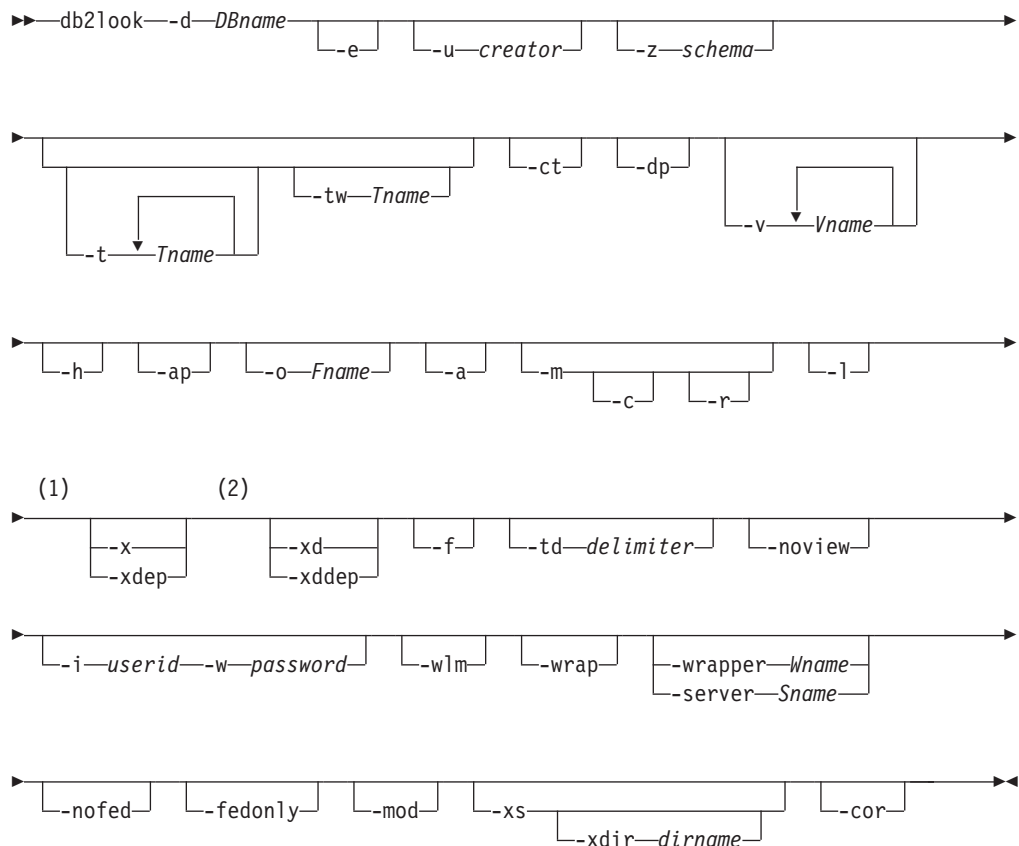 db2look -d DBname
-e -u creator -z schema
-ct -dp
-tw Tname
-v Vname
-t Tname
-h -ap -o Fname -a -m -l
-c -r
(1) (2)
-x -xd -f -td delimiter -noview
-xdep -xddep
-i userid -w password -wlm -wrap -wrapper Wname
-server Sname
-nofed -fedonly -mod -xs -cor
-xdir dirname